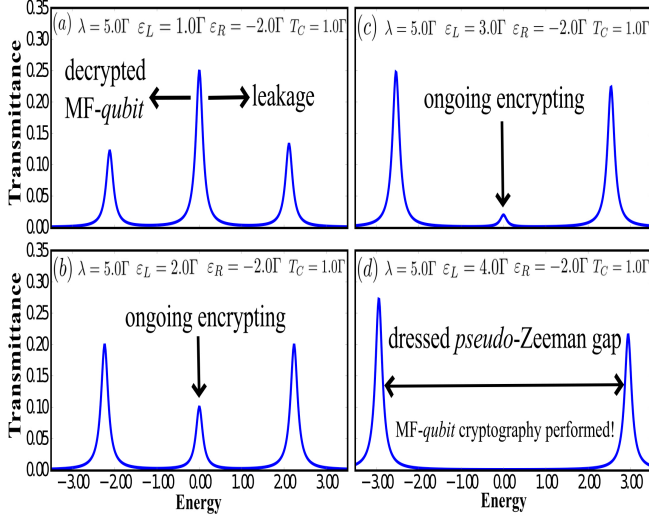 Transmittance
0.35
0.30
0.25
0.20
0.15
0.10
0.05
0.00
(a) λ = 5.0Γ ε_L = 1.0Γ ε_R = −2.0Γ T_C = 1.0Γ
decrypted
MF-qubit
leakage
(c) λ = 5.0Γ ε_L = 3.0Γ ε_R = −2.0Γ T_C = 1.0Γ
ongoing encrypting
Transmittance
0.35
0.30
0.25
0.20
0.15
0.10
0.05
0.00
(b) λ = 5.0Γ ε_L = 2.0Γ ε_R = −2.0Γ T_C = 1.0Γ
ongoing encrypting
−3.00 −2.00 −1.00 0.00 1.00 2.00 3.00
Energy
(d) λ = 5.0Γ ε_L = 4.0Γ ε_R = −2.0Γ T_C = 1.0Γ
dressed pseudo-Zeeman gap
MF-qubit cryptography performed!
−3.00 −2.00 −1.00 0.00 1.00 2.00 3.00
Energy